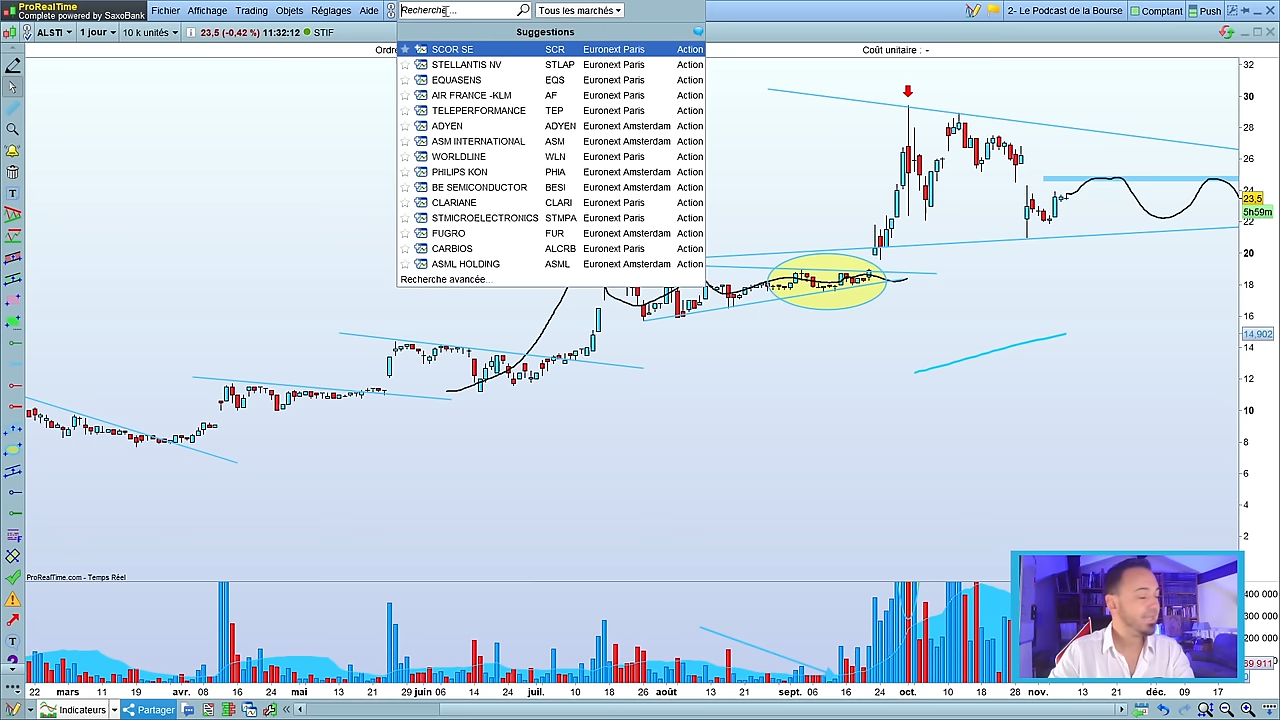 ProRealTime
Complete powered by SaxoBank
Fichier Affichage Trading Objets Réglages Aide
Recherche...
Tous les marchés
2- Le Podcast de la Bourse
Comptant
Push
ALSTI 1 jour 10 k unités
23,5 (-0,42 %) 11:32:12 STIF
Ordre
Coût unitaire : -
Suggestions
SCOR SE SCR Euronext Paris Action
STELLANTIS NV STLAP Euronext Paris Action
EQUASENS EQS Euronext Paris Action
AIR FRANCE -KLM AF Euronext Paris Action
TELEPERFORMANCE TEP Euronext Paris Action
ADYEN ADYEN Euronext Amsterdam Action
ASM INTERNATIONAL ASM Euronext Amsterdam Action
WORLDLINE WLN Euronext Paris Action
PHILIPS KON PHIA Euronext Amsterdam Action
BE SEMICONDUCTOR BESI Euronext Amsterdam Action
CLARIANE CLARI Euronext Paris Action
STMICROELECTRONICS STMPA Euronext Paris Action
FUGRO FUR Euronext Amsterdam Action
CARBIOS ALCRB Euronext Paris Action
ASML HOLDING ASML Euronext Amsterdam Action
Recherche avancée...
32
30
28
26
24
23,5
5h59m
22
20
18
16
14,902
14
12
10
8
6
4
2
ProRealTime.com - Temps Réel
400 000
300 000
200 000
69 911
22 mars 11 19 avr. 08 16 24 mai 13 21 29 juin 06 14 24 juil. 10 18 26 août 13 21 sept. 06 16 24 oct. 10 18 28 nov. 13 21 déc. 09 17
Indicateurs
Partager